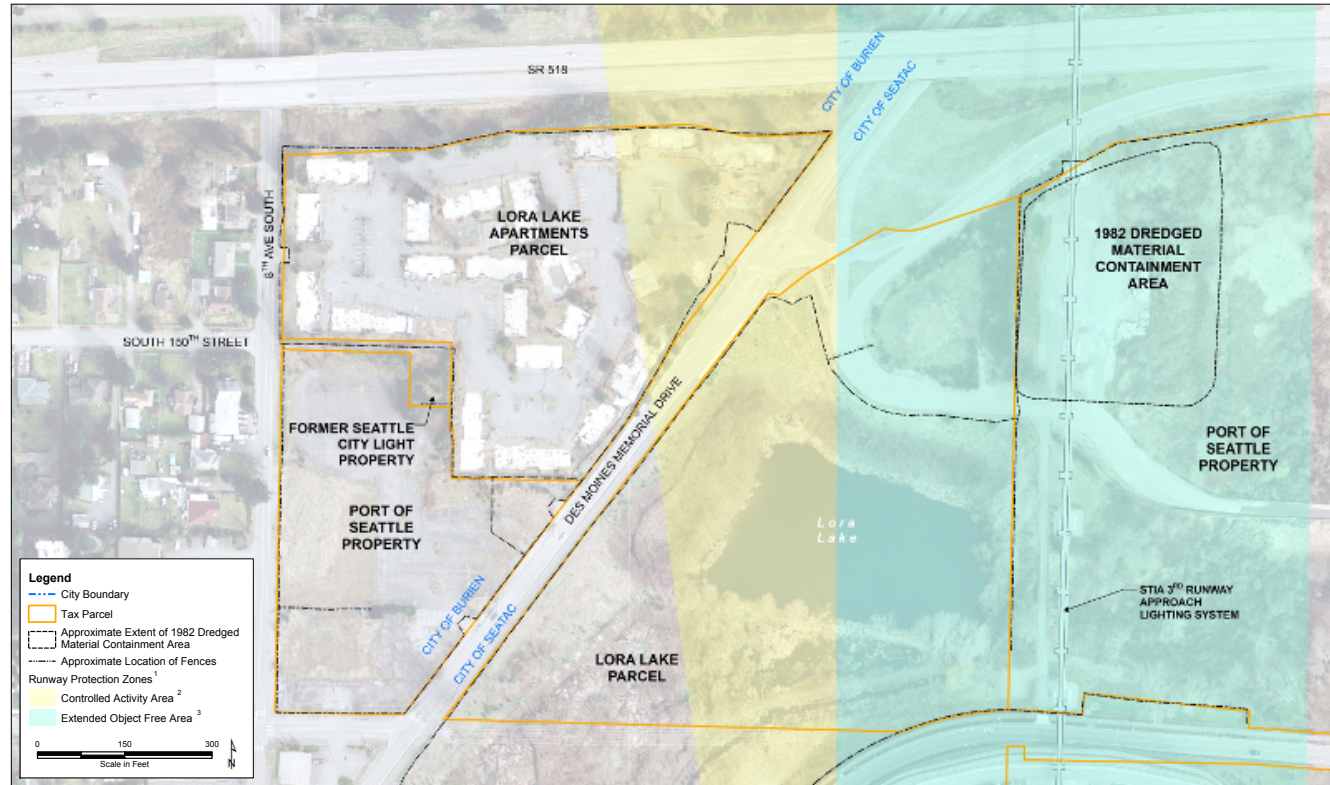 SR 518
CITY OF BURIEN
CITY OF SEATAC
6TH AVE SOUTH
LORA LAKE
APARTMENTS
PARCEL
1982 DREDGED
MATERIAL
CONTAINMENT
AREA
SOUTH 150TH STREET
FORMER SEATTLE
CITY LIGHT
PROPERTY
DES MOINES MEMORIAL DRIVE
PORT OF
SEATTLE
PROPERTY
PORT OF
SEATTLE
PROPERTY
Lora
Lake
CITY OF BURIEN
CITY OF SEATAC
STIA 3RD RUNWAY
APPROACH
LIGHTING SYSTEM
LORA LAKE
PARCEL
Legend
City Boundary
Tax Parcel
Approximate Extent of 1982 Dredged
Material Containment Area
Approximate Location of Fences
Runway Protection Zones 1
Controlled Activity Area 2
Extended Object Free Area 3
0 150 300
Scale in Feet
N